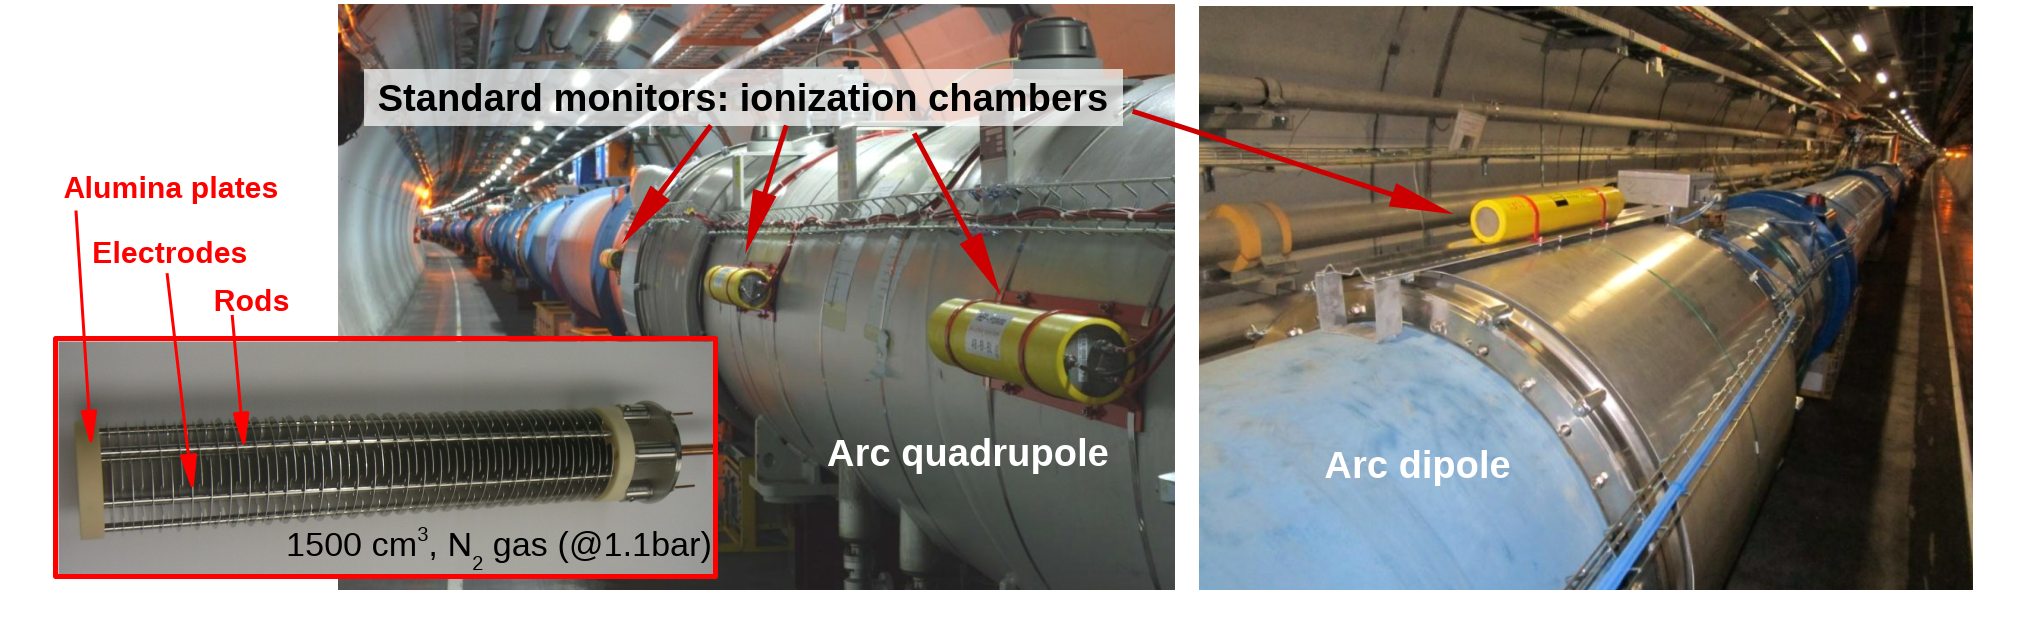 Standard monitors: ionization chambers
Alumina plates
Electrodes
Rods
1500 cm³, N₂ gas (@1.1bar)
Arc quadrupole
Arc dipole